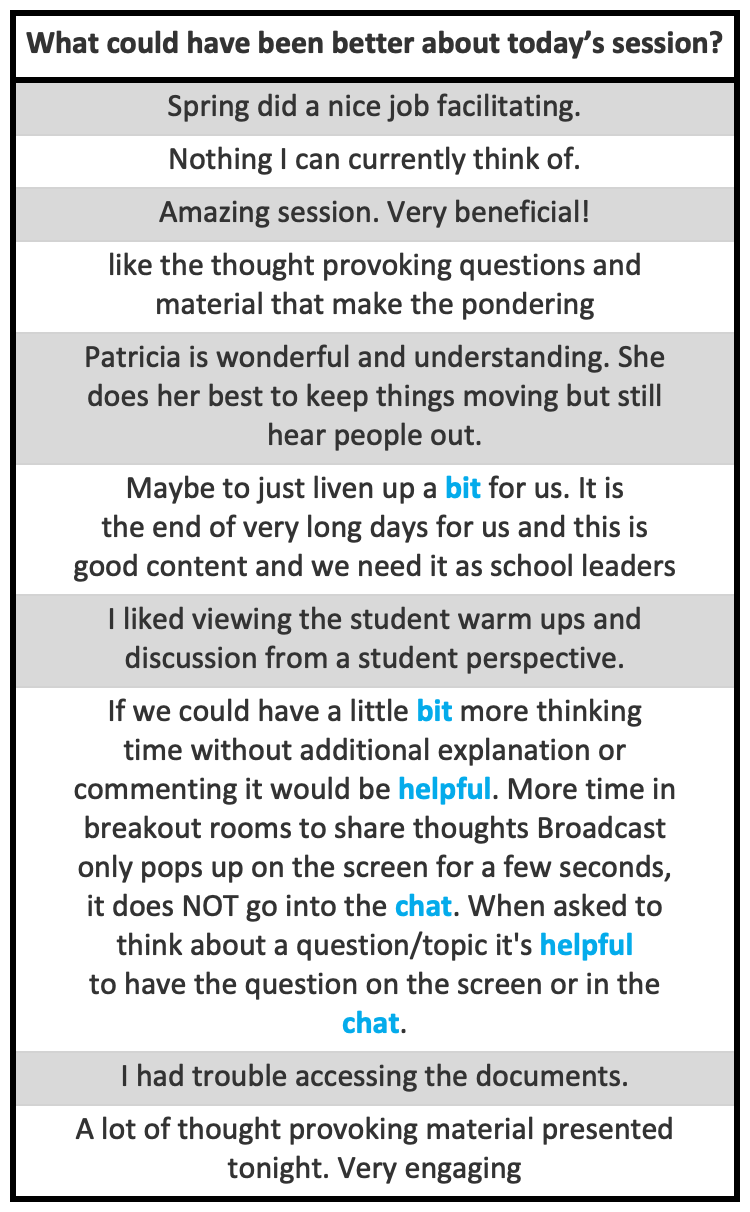 What could have been better about today’s session?
Spring did a nice job facilitating.
Nothing I can currently think of.
Amazing session. Very beneficial!
like the thought provoking questions and
material that make the pondering
Patricia is wonderful and understanding. She
does her best to keep things moving but still
hear people out.
Maybe to just liven up a bit for us. It is
the end of very long days for us and this is
good content and we need it as school leaders
I liked viewing the student warm ups and
discussion from a student perspective.
If we could have a little bit more thinking
time without additional explanation or
commenting it would be helpful. More time in
breakout rooms to share thoughts Broadcast
only pops up on the screen for a few seconds,
it does NOT go into the chat. When asked to
think about a question/topic it's helpful
to have the question on the screen or in the
chat.
I had trouble accessing the documents.
A lot of thought provoking material presented
tonight. Very engaging